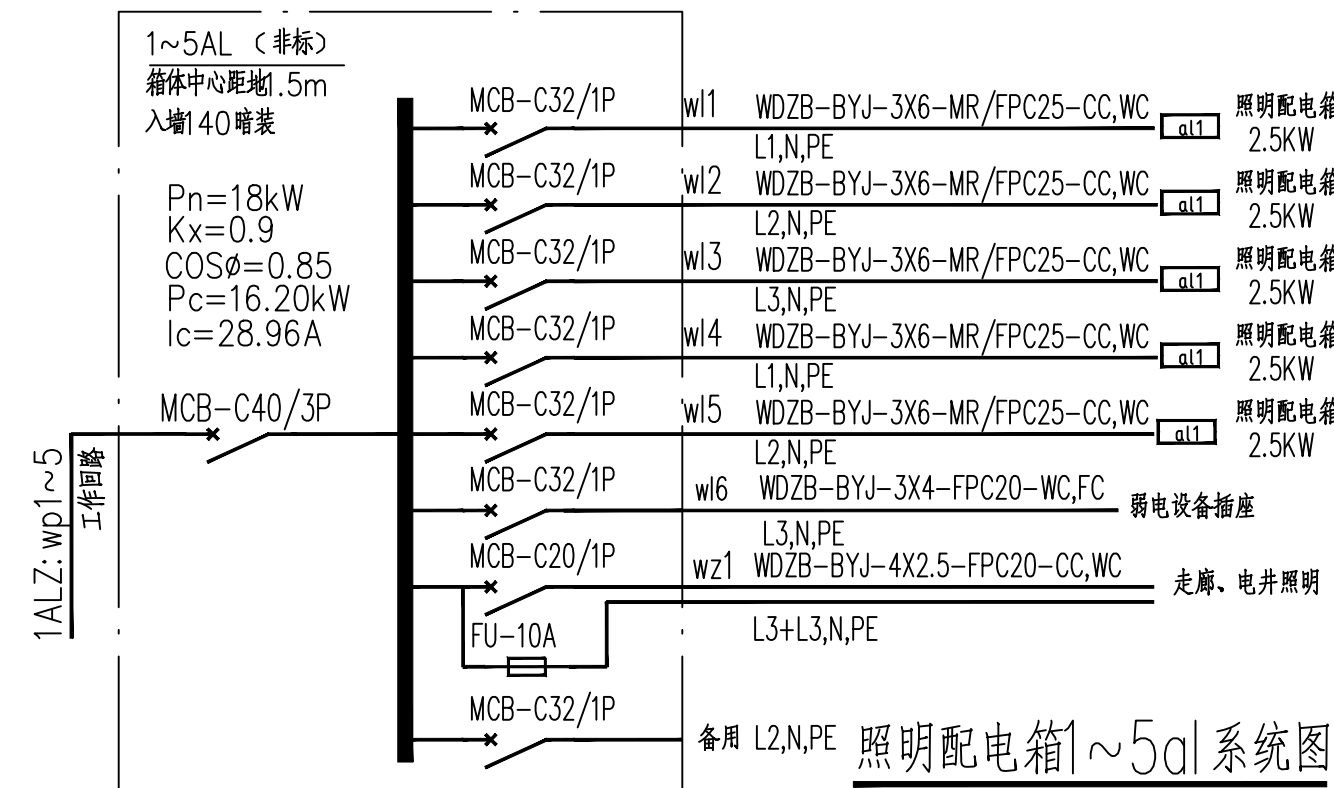 1~5AL（非标）
箱体中心距地1.5m
入墙140暗装
Pn=18kW
Kx=0.9
COSø=0.85
Pc=16.20kW
Ic=28.96A
MCB-C40/3P
1ALZ: wp1~5
工作回路
MCB-C32/1P wl1 WDZB-BYJ-3X6-MR/FPC25-CC,WC 照明配电箱
al1 2.5KW
L1,N,PE
MCB-C32/1P wl2 WDZB-BYJ-3X6-MR/FPC25-CC,WC 照明配电箱
al1 2.5KW
L2,N,PE
MCB-C32/1P wl3 WDZB-BYJ-3X6-MR/FPC25-CC,WC 照明配电箱
al1 2.5KW
L3,N,PE
MCB-C32/1P wl4 WDZB-BYJ-3X6-MR/FPC25-CC,WC 照明配电箱
al1 2.5KW
L1,N,PE
MCB-C32/1P wl5 WDZB-BYJ-3X6-MR/FPC25-CC,WC 照明配电箱
al1 2.5KW
L2,N,PE
MCB-C32/1P wl6 WDZB-BYJ-3X4-FPC20-WC,FC 弱电设备插座
L3,N,PE
MCB-C20/1P wz1 WDZB-BYJ-4X2.5-FPC20-CC,WC 走廊、电井照明
FU-10A L3+L3,N,PE
MCB-C32/1P 备用 L2,N,PE
照明配电箱1~5al系统图